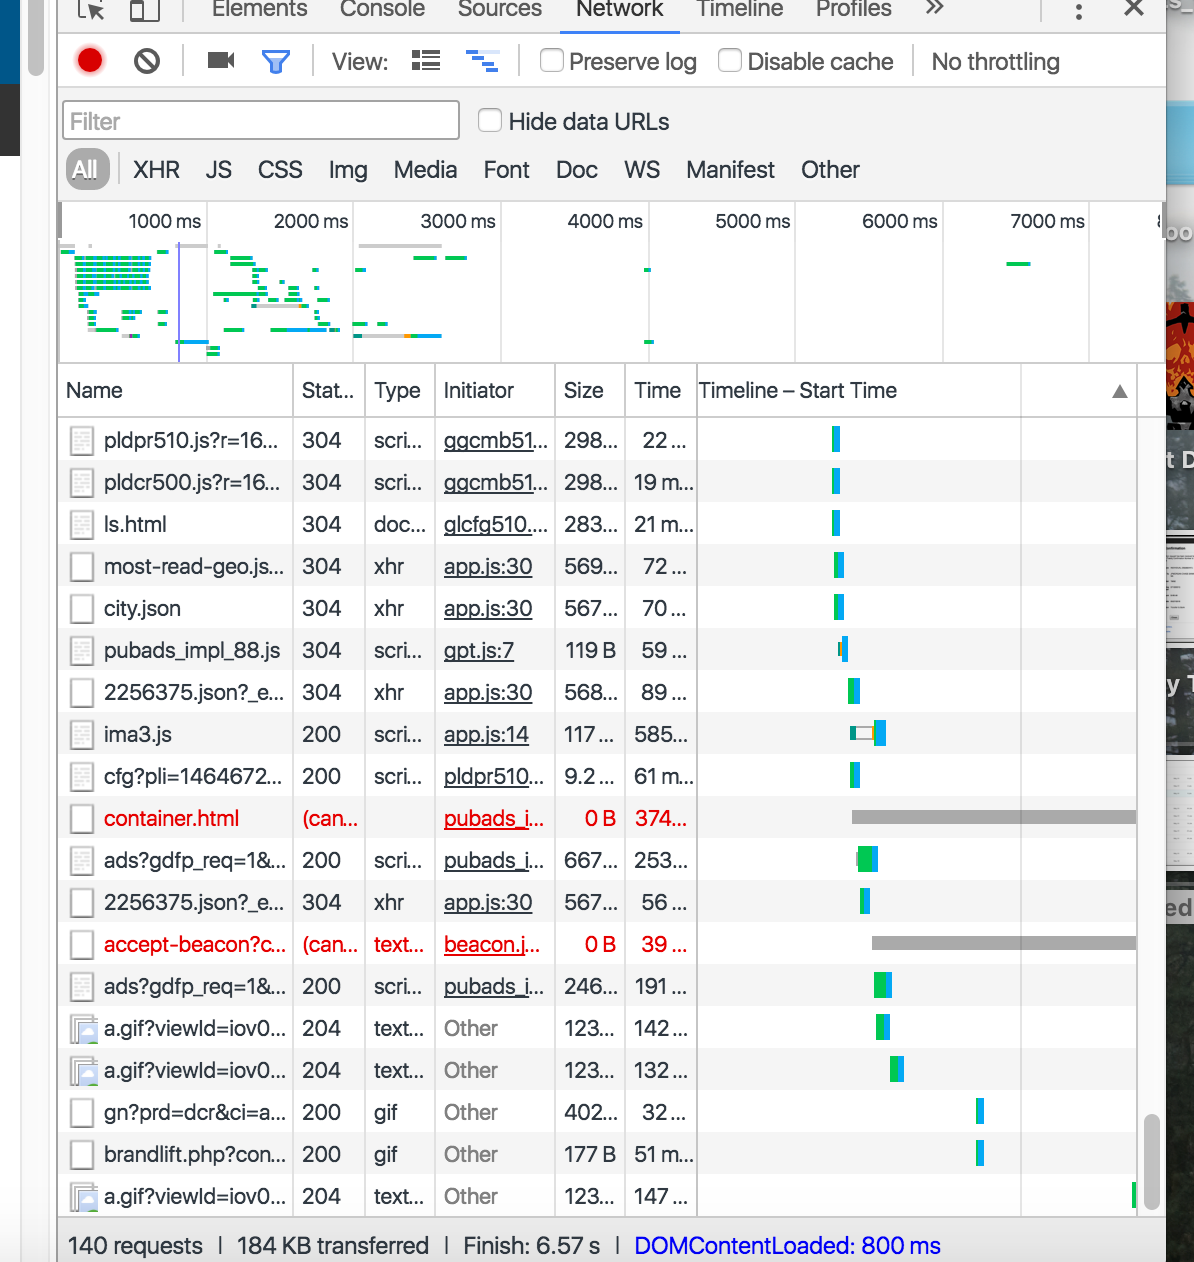 Elements Console Sources Network Timeline Profiles »
View: Preserve log Disable cache No throttling
Filter Hide data URLs
All XHR JS CSS Img Media Font Doc WS Manifest Other
1000 ms 2000 ms 3000 ms 4000 ms 5000 ms 6000 ms 7000 ms
Name Stat... Type Initiator Size Time Timeline – Start Time ▲
pldpr510.js?r=16... 304 scri... ggcmb51... 298... 22 ...
pldcr500.js?r=16... 304 scri... ggcmb51... 298... 19 m...
ls.html 304 doc... glcfg510.... 283... 21 m...
most-read-geo.js... 304 xhr app.js:30 569... 72 ...
city.json 304 xhr app.js:30 567... 70 ...
pubads_impl_88.js 304 scri... gpt.js:7 119 B 59 ...
2256375.json?_e... 304 xhr app.js:30 568... 89 ...
ima3.js 200 scri... app.js:14 117 ... 585...
cfg?pli=1464672... 200 scri... pldpr510... 9.2 ... 61 m...
container.html (can... pubads_i... 0 B 374...
ads?gdfp_req=1&... 200 scri... pubads_i... 667... 253...
2256375.json?_e... 304 xhr app.js:30 567... 56 ...
accept-beacon?c... (can... text... beacon.j... 0 B 39 ...
ads?gdfp_req=1&... 200 scri... pubads_i... 246... 191 ...
a.gif?viewId=iov0... 204 text... Other 123... 142 ...
a.gif?viewId=iov0... 204 text... Other 123... 132 ...
gn?prd=dcr&ci=a... 200 gif Other 402... 32 ...
brandlift.php?con... 200 gif Other 177 B 51 m...
a.gif?viewId=iov0... 204 text... Other 123... 147 ...
140 requests | 184 KB transferred | Finish: 6.57 s | DOMContentLoaded: 800 ms